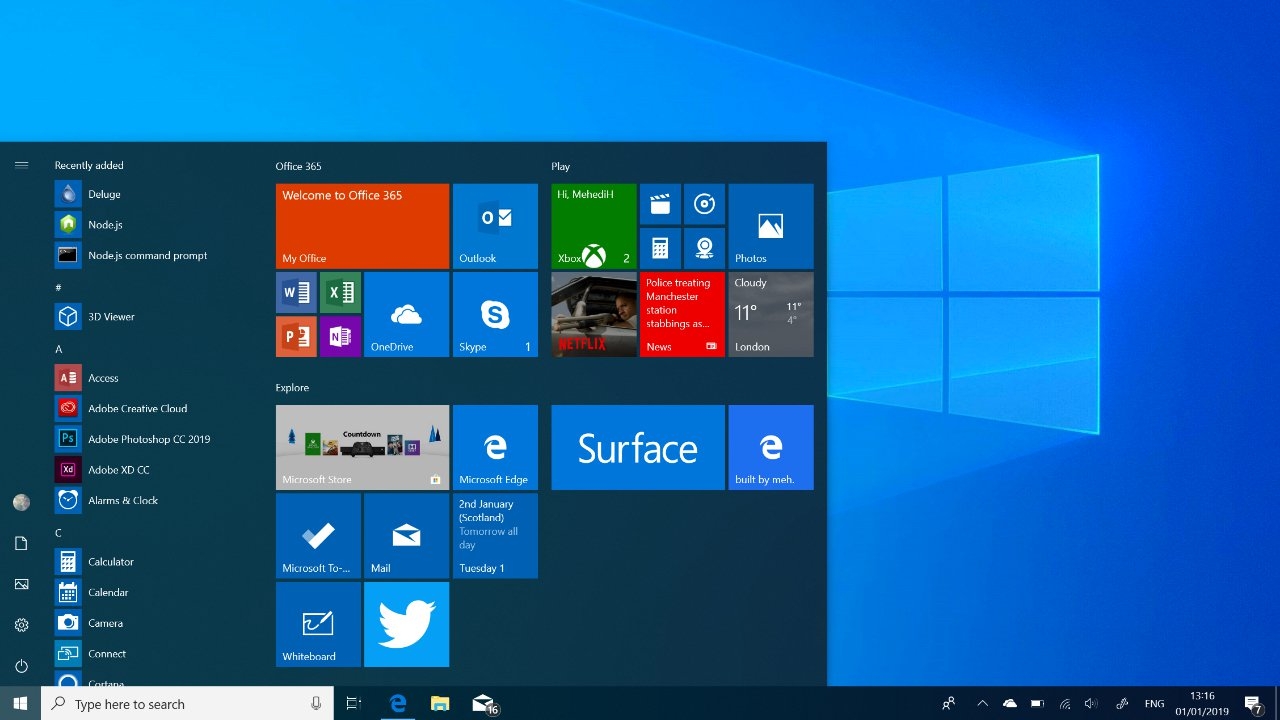 Recently added
Deluge
Node.js
Node.js command prompt
#
3D Viewer
A
Access
Adobe Creative Cloud
Adobe Photoshop CC 2019
Adobe XD CC
Alarms & Clock
C
Calculator
Calendar
Camera
Connect
Cortana
Office 365
Welcome to Office 365
My Office
Outlook
OneDrive
Skype 1
Explore
Countdown
Microsoft Store
Microsoft Edge
Microsoft To-...
Mail
2nd January
(Scotland)
Tomorrow all
day
Tuesday 1
Whiteboard
Play
Hi, MehediH
Xbox 2
Photos
NETFLIX
Police treating
Manchester
station
stabbings as...
News
Cloudy
11° 11°
4°
London
Surface
built by meh.
Type here to search
16
ENG
13:16
01/01/2019
7